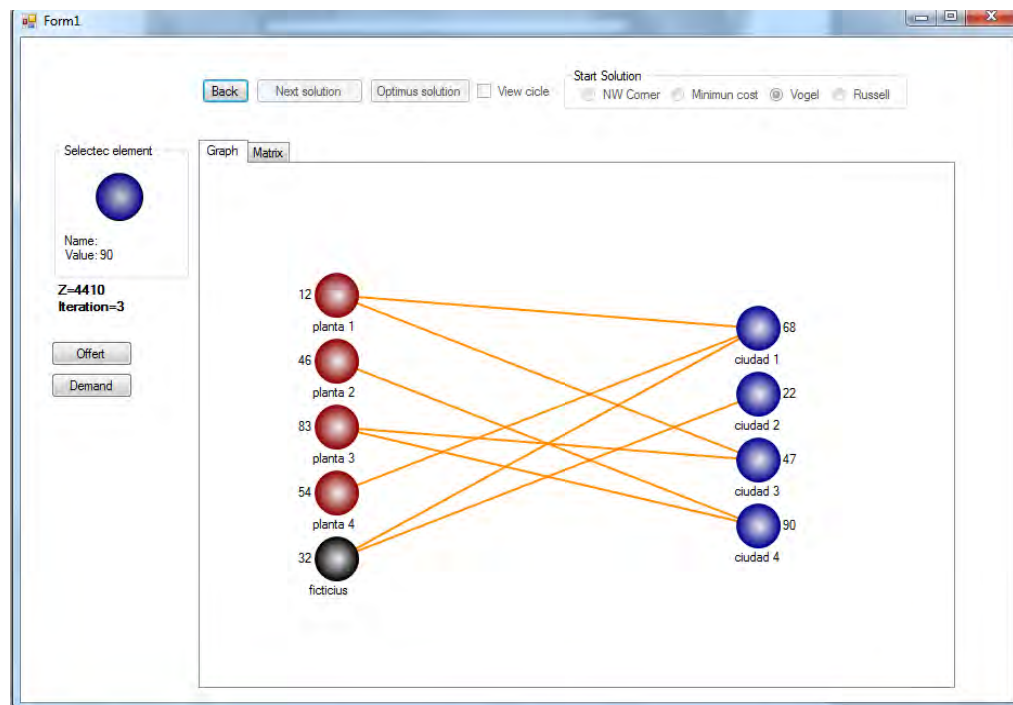 Form1
Start Solution
Back Next solution Optimus solution View cicle NW Corner Minimun cost Vogel Russell
Selectec element Graph Matrix
Name:
Value: 90
Z=4410
Iteration=3
12
planta 1
68
ciudad 1
Offert
46
planta 2
22
ciudad 2
Demand
83
planta 3
47
ciudad 3
54
planta 4
90
ciudad 4
32
ficticius